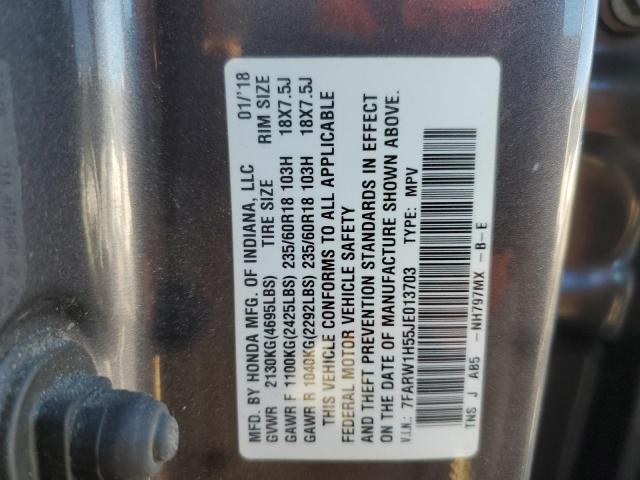 MFD. BY HONDA MFG. OF INDIANA, LLC 01/'18
GVWR 2130KG(4695LBS) TIRE SIZE RIM SIZE
GAWR F 1100KG(2425LBS) 235/60R18 103H 18X7.5J
GAWR R 1040KG(2292LBS) 235/60R18 103H 18X7.5J
THIS VEHICLE CONFORMS TO ALL APPLICABLE
FEDERAL MOTOR VEHICLE SAFETY
AND THEFT PREVENTION STANDARDS IN EFFECT
ON THE DATE OF MANUFACTURE SHOWN ABOVE.
V.I.N.: 7FARW1H55JE013703 TYPE: MPV
TNS J AB5 -NH797MX -B-E